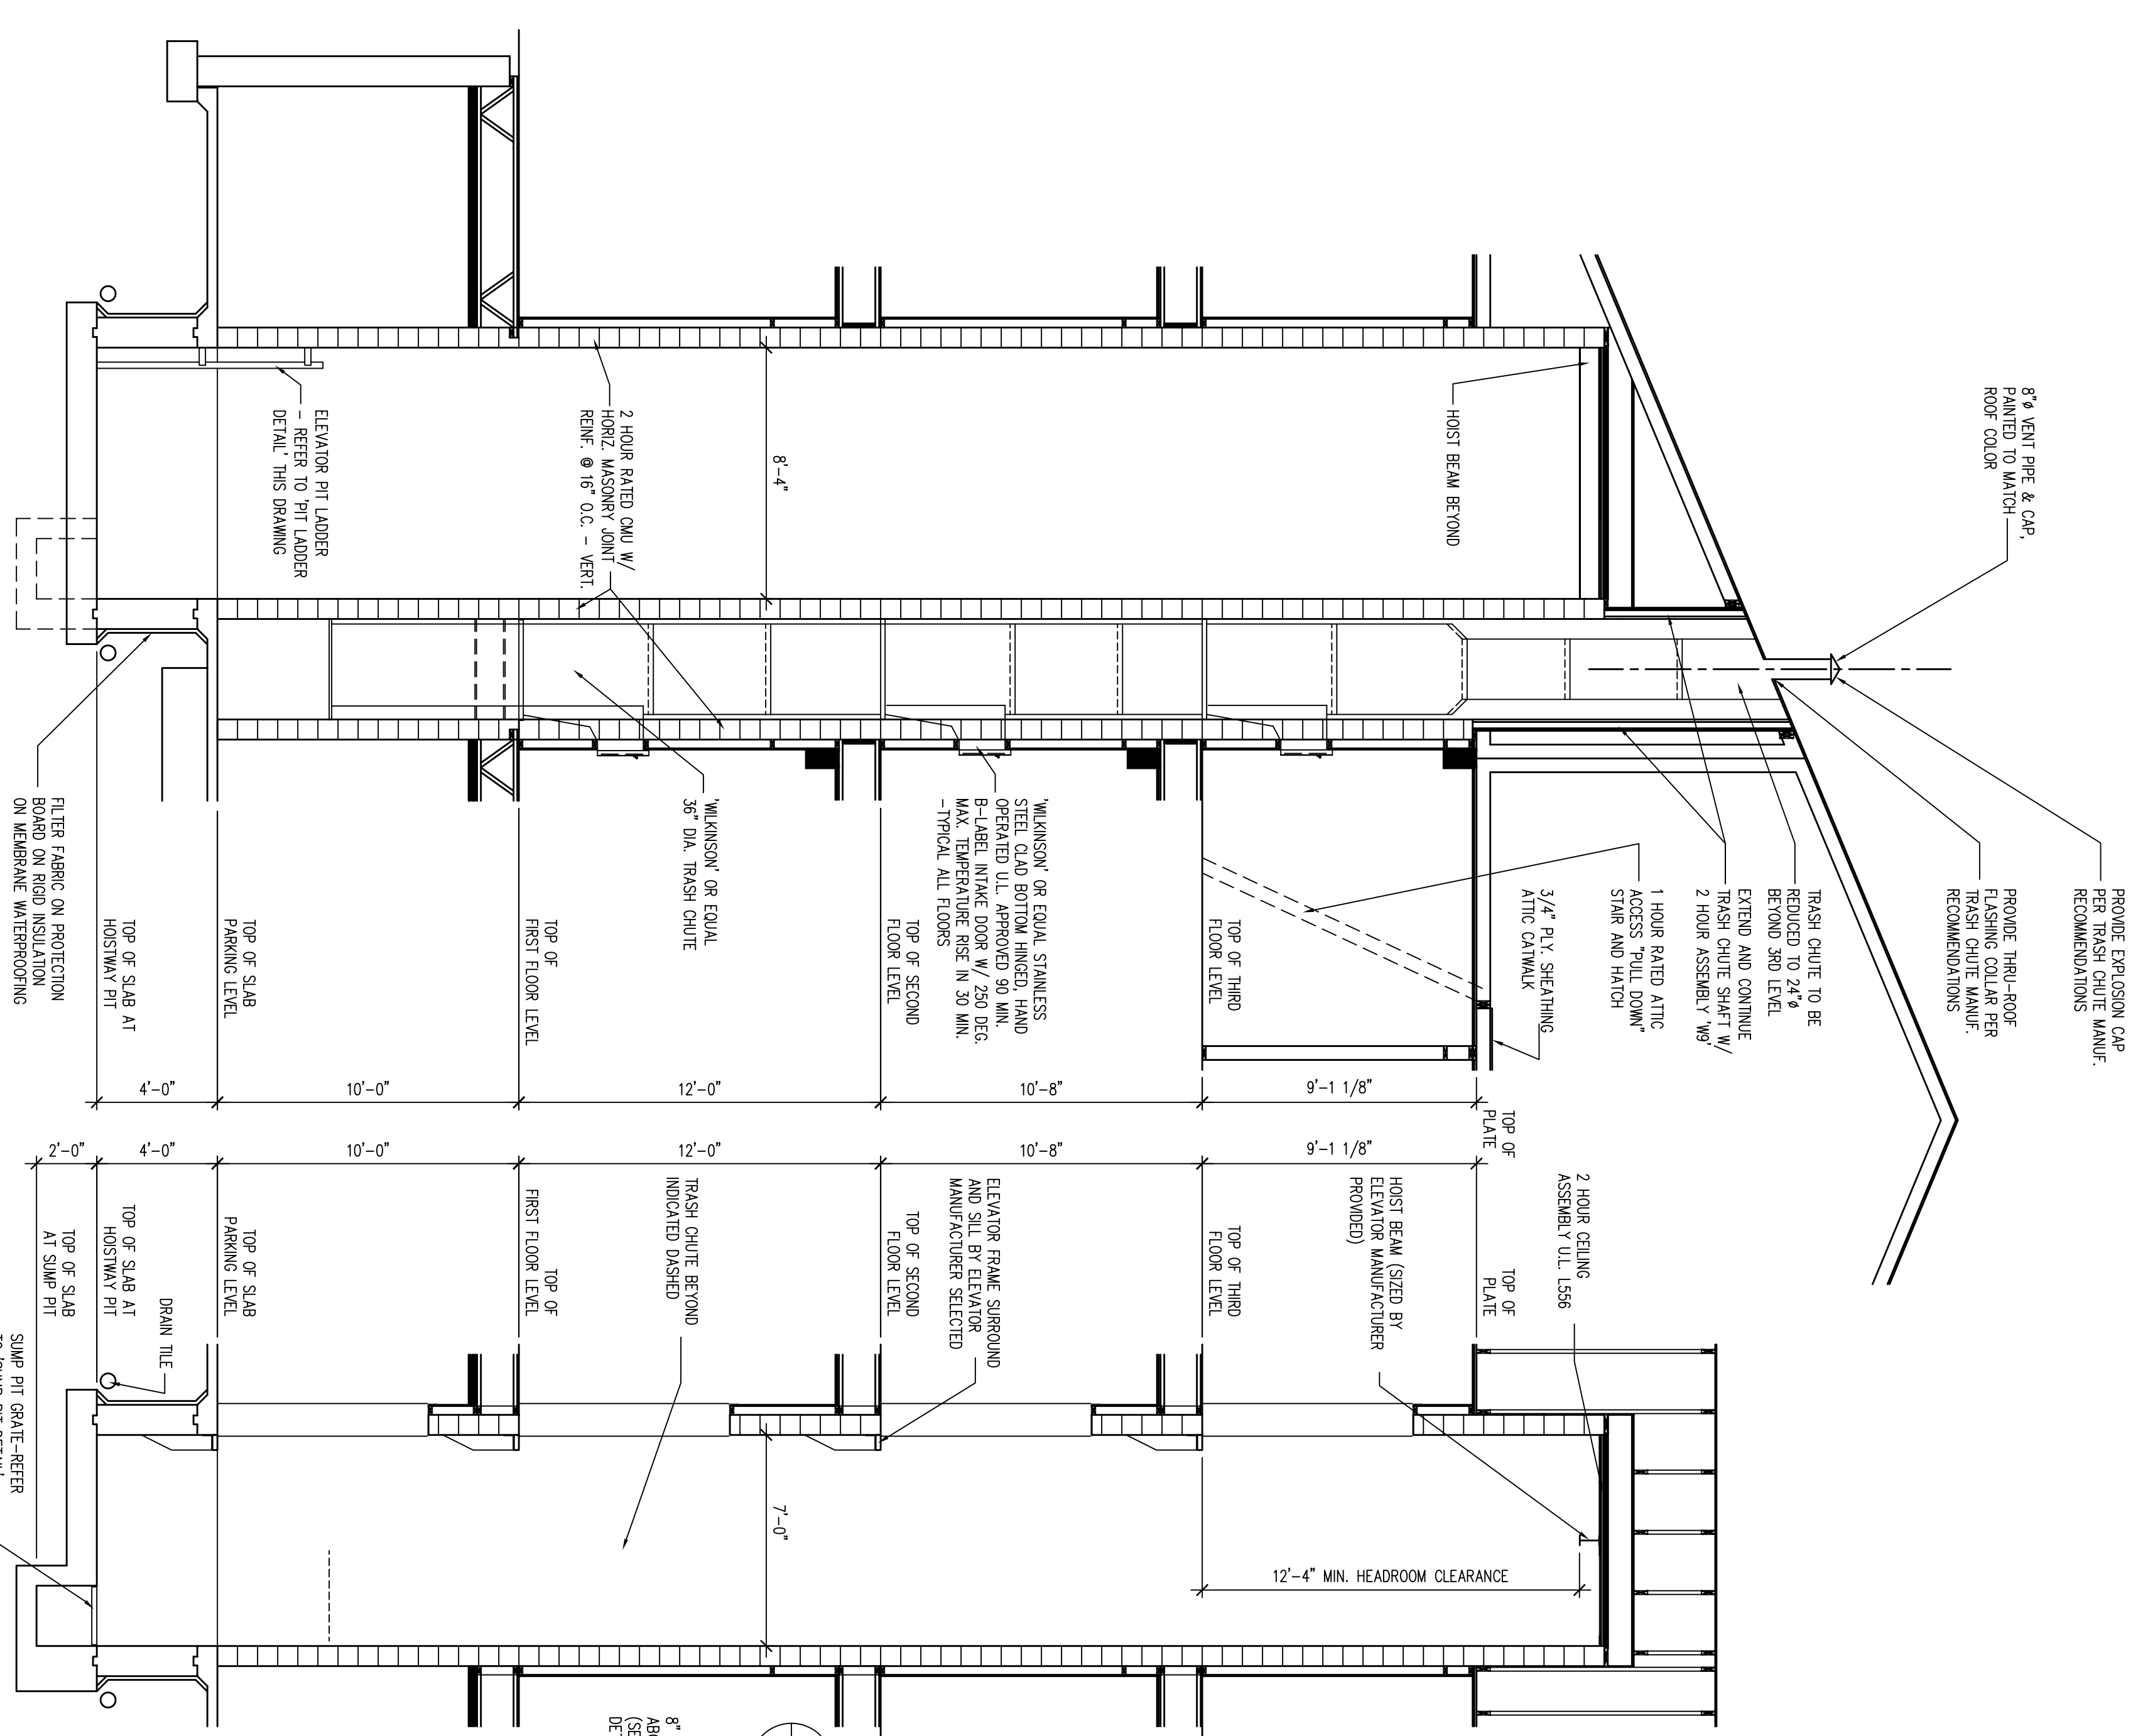 8"ø VENT PIPE & CAP,
PAINTED TO MATCH
ROOF COLOR
PROVIDE EXPLOSION CAP
PER TRASH CHUTE MANUF.
RECOMMENDATIONS
PROVIDE THRU-ROOF
FLASHING COLLAR PER
TRASH CHUTE MANUF.
RECOMMENDATIONS
TRASH CHUTE TO BE
REDUCED TO 24"ø
BEYOND 3RD LEVEL
EXTEND AND CONTINUE
TRASH CHUTE SHAFT W/
2 HOUR ASSEMBLY 'W9'
1 HOUR RATED ATTIC
ACCESS "PULL DOWN"
STAIR AND HATCH
3/4" PLY. SHEATHING
ATTIC CATWALK
HOIST BEAM BEYOND
8'-4"
2 HOUR RATED CMU W/
HORIZ. MASONRY JOINT
REINF. @ 16" O.C. - VERT.
ELEVATOR PIT LADDER
- REFER TO 'PIT LADDER
DETAIL' THIS DRAWING
'WILKINSON' OR EQUAL STAINLESS
STEEL CLAD BOTTOM HINGED, HAND
OPERATED U.L. APPROVED 90 MIN.
B-LABEL INTAKE DOOR W/ 250 DEG.
MAX. TEMPERATURE RISE IN 30 MIN.
-TYPICAL ALL FLOORS
'WILKINSON' OR EQUAL
36" DIA. TRASH CHUTE
FILTER FABRIC ON PROTECTION
BOARD ON RIGID INSULATION
ON MEMBRANE WATERPROOFING
TOP OF THIRD
FLOOR LEVEL
TOP OF SECOND
FLOOR LEVEL
TOP OF
FIRST FLOOR LEVEL
TOP OF SLAB
PARKING LEVEL
TOP OF SLAB AT
HOISTWAY PIT
9'-1 1/8"
10'-8"
12'-0"
10'-0"
4'-0"
TOP OF
PLATE
9'-1 1/8"
10'-8"
12'-0"
10'-0"
4'-0"
2'-0"
TOP OF
PLATE
2 HOUR CEILING
ASSEMBLY U.L. L556
HOIST BEAM (SIZED BY
ELEVATOR MANUFACTURER
PROVIDED)
TOP OF THIRD
FLOOR LEVEL
ELEVATOR FRAME SURROUND
AND SILL BY ELEVATOR
MANUFACTURER SELECTED
TOP OF SECOND
FLOOR LEVEL
TRASH CHUTE BEYOND
INDICATED DASHED
TOP OF
FIRST FLOOR LEVEL
TOP OF SLAB
PARKING LEVEL
DRAIN TILE
TOP OF SLAB AT
HOISTWAY PIT
TOP OF SLAB
AT SUMP PIT
SUMP PIT GRATE-REFER
7'-0"
12'-4" MIN. HEADROOM CLEARANCE
8"